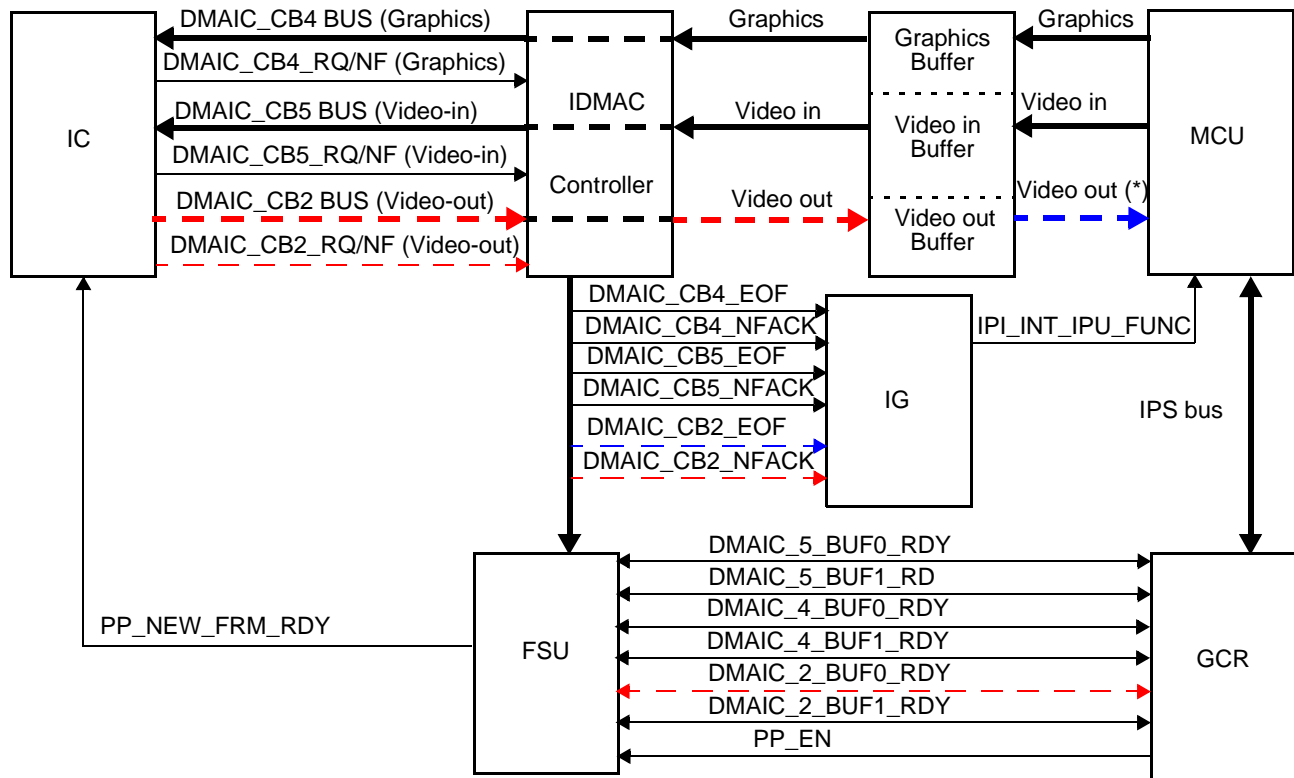 DMAIC_CB4 BUS (Graphics)
Graphics
Graphics
DMAIC_CB4_RQ/NF (Graphics)
Graphics
Buffer
IDMAC
DMAIC_CB5 BUS (Video-in)
Video in
Video in
IC
Video in
Buffer
MCU
DMAIC_CB5_RQ/NF (Video-in)
Controller
DMAIC_CB2 BUS (Video-out)
Video out
Video out (*)
Video out
Buffer
DMAIC_CB2_RQ/NF (Video-out)
DMAIC_CB4_EOF
DMAIC_CB4_NFACK
IPI_INT_IPU_FUNC
DMAIC_CB5_EOF
DMAIC_CB5_NFACK
IG
IPS bus
DMAIC_CB2_EOF
DMAIC_CB2_NFACK
DMAIC_5_BUF0_RDY
DMAIC_5_BUF1_RD
DMAIC_4_BUF0_RDY
PP_NEW_FRM_RDY
DMAIC_4_BUF1_RDY
FSU
GCR
DMAIC_2_BUF0_RDY
DMAIC_2_BUF1_RDY
PP_EN